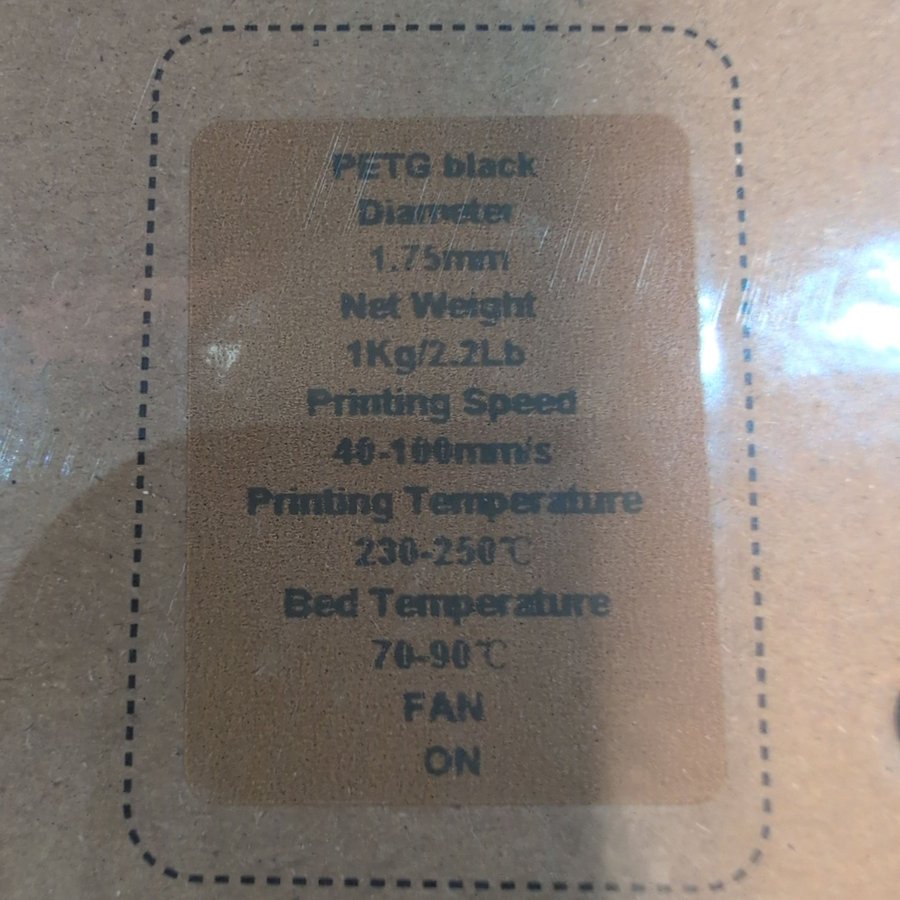 PETG black
Diameter
1.75mm
Net Weight
1Kg/2.2Lb
Printing Speed
40-100mm/s
Printing Temperature
230-250℃
Bed Temperature
70-90℃
FAN
ON